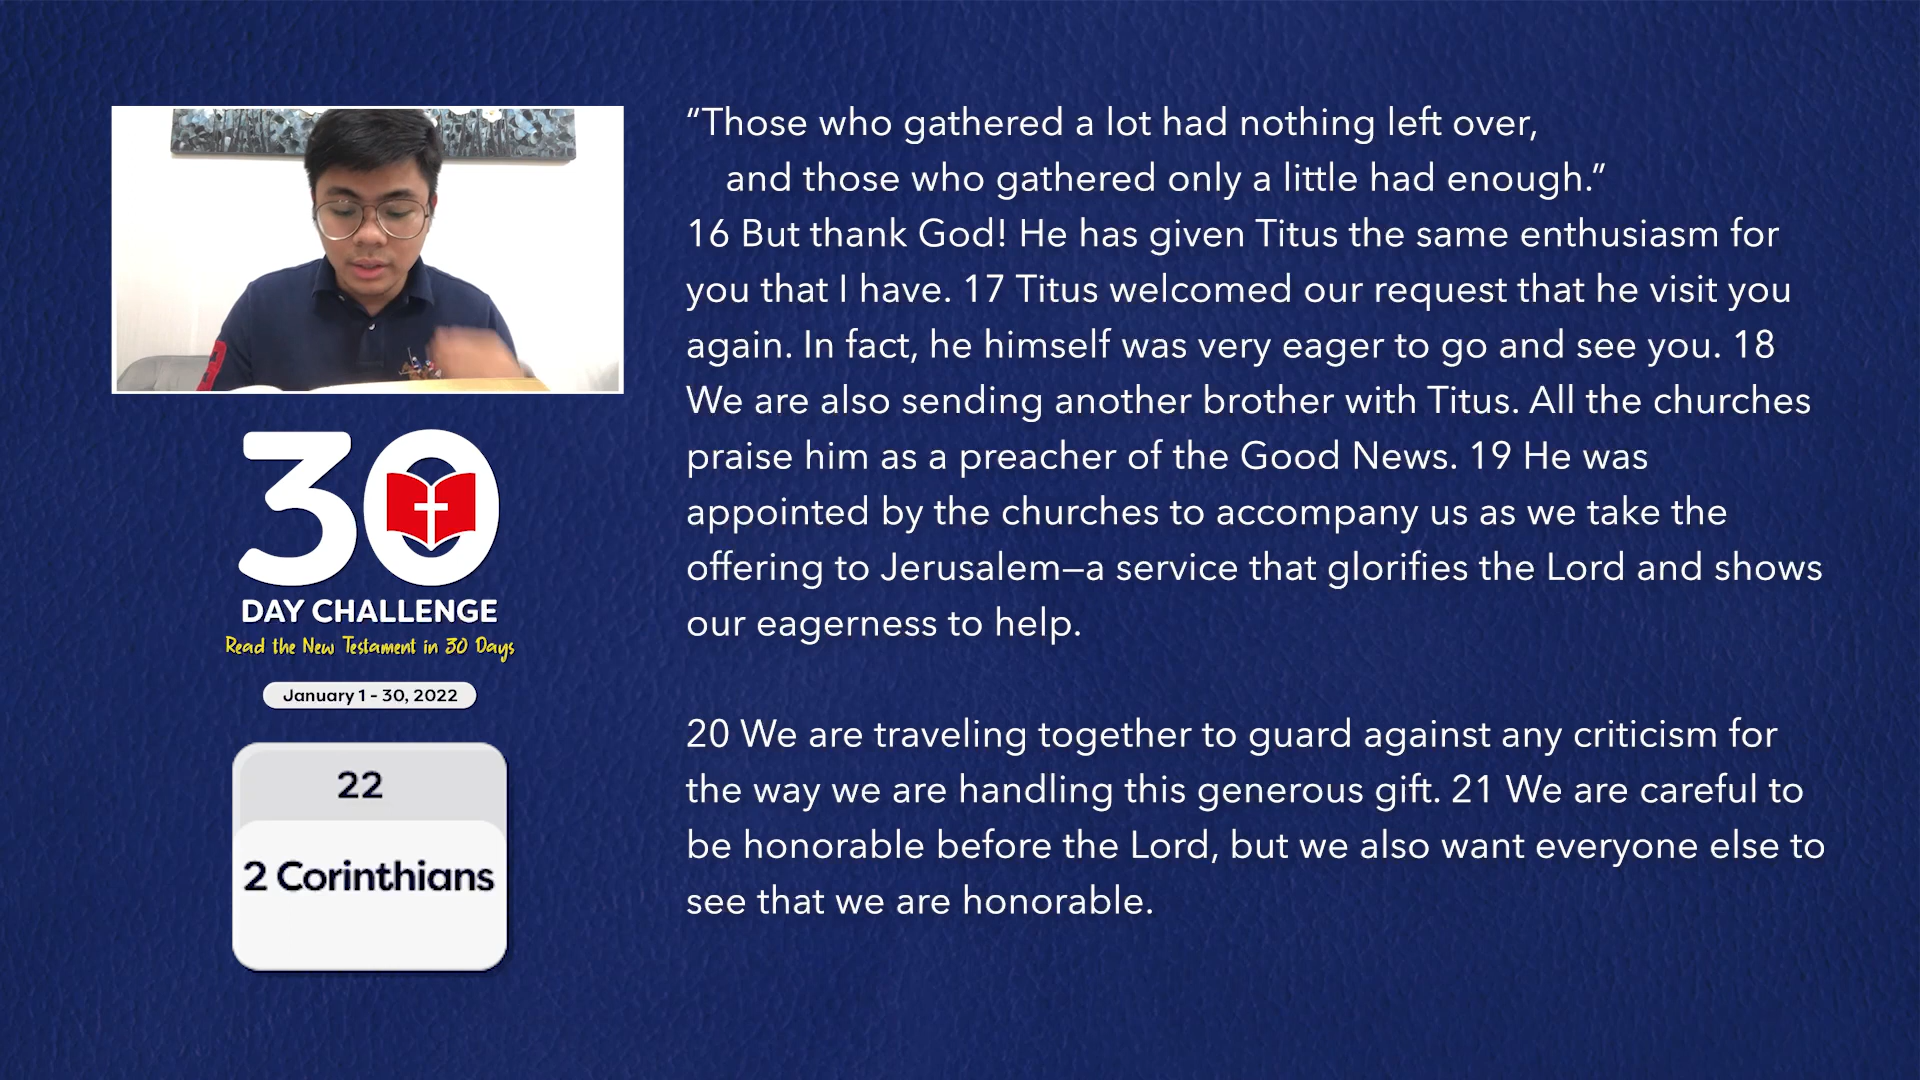 “Those who gathered a lot had nothing left over,
and those who gathered only a little had enough.”
16 But thank God! He has given Titus the same enthusiasm for
you that I have. 17 Titus welcomed our request that he visit you
again. In fact, he himself was very eager to go and see you. 18
We are also sending another brother with Titus. All the churches
praise him as a preacher of the Good News. 19 He was
appointed by the churches to accompany us as we take the
offering to Jerusalem—a service that glorifies the Lord and shows
our eagerness to help.
20 We are traveling together to guard against any criticism for
the way we are handling this generous gift. 21 We are careful to
be honorable before the Lord, but we also want everyone else to
see that we are honorable.
30
DAY CHALLENGE
Read the New Testament in 30 Days
January 1 - 30, 2022
22
2 Corinthians